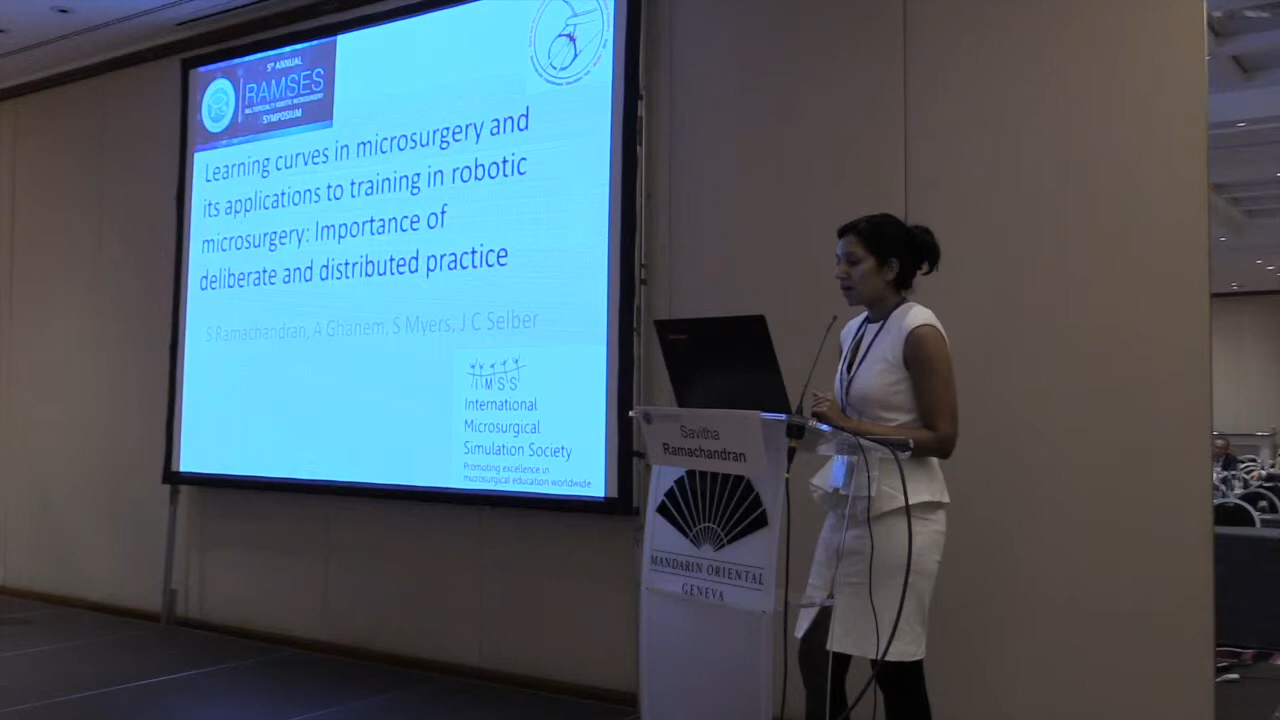 5th ANNUAL
RAMSES
MULTISPECIALTY ROBOTIC MICROSURGERY
SYMPOSIUM
Learning curves in microsurgery and
its applications to training in robotic
microsurgery: Importance of
deliberate and distributed practice
S Ramachandran, A Ghanem, S Myers, J C Selber
IMSS
International
Microsurgical
Simulation Society
Promoting excellence in
microsurgical education worldwide
Savitha
Ramachandran
MANDARIN ORIENTAL
GENEVA